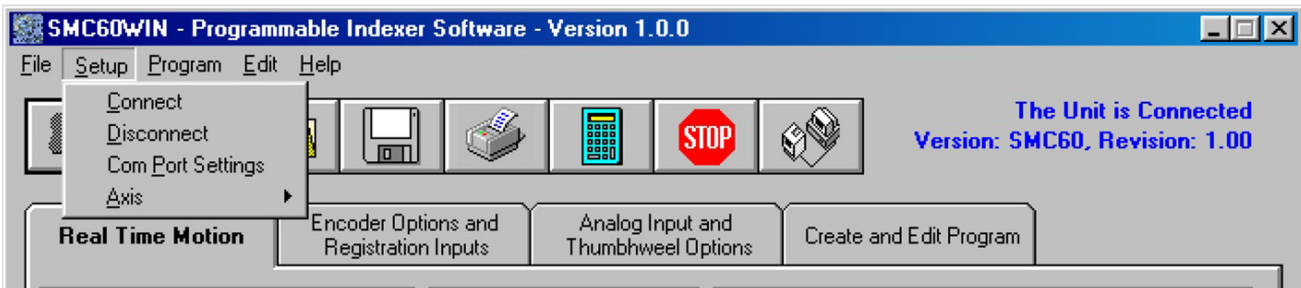 SMC60WIN - Programmable Indexer Software - Version 1.0.0
File Setup Program Edit Help
Connect
Disconnect
Com Port Settings
Axis
STOP
The Unit is Connected
Version: SMC60, Revision: 1.00
Real Time Motion
Encoder Options and
Registration Inputs
Analog Input and
Thumbhweel Options
Create and Edit Program